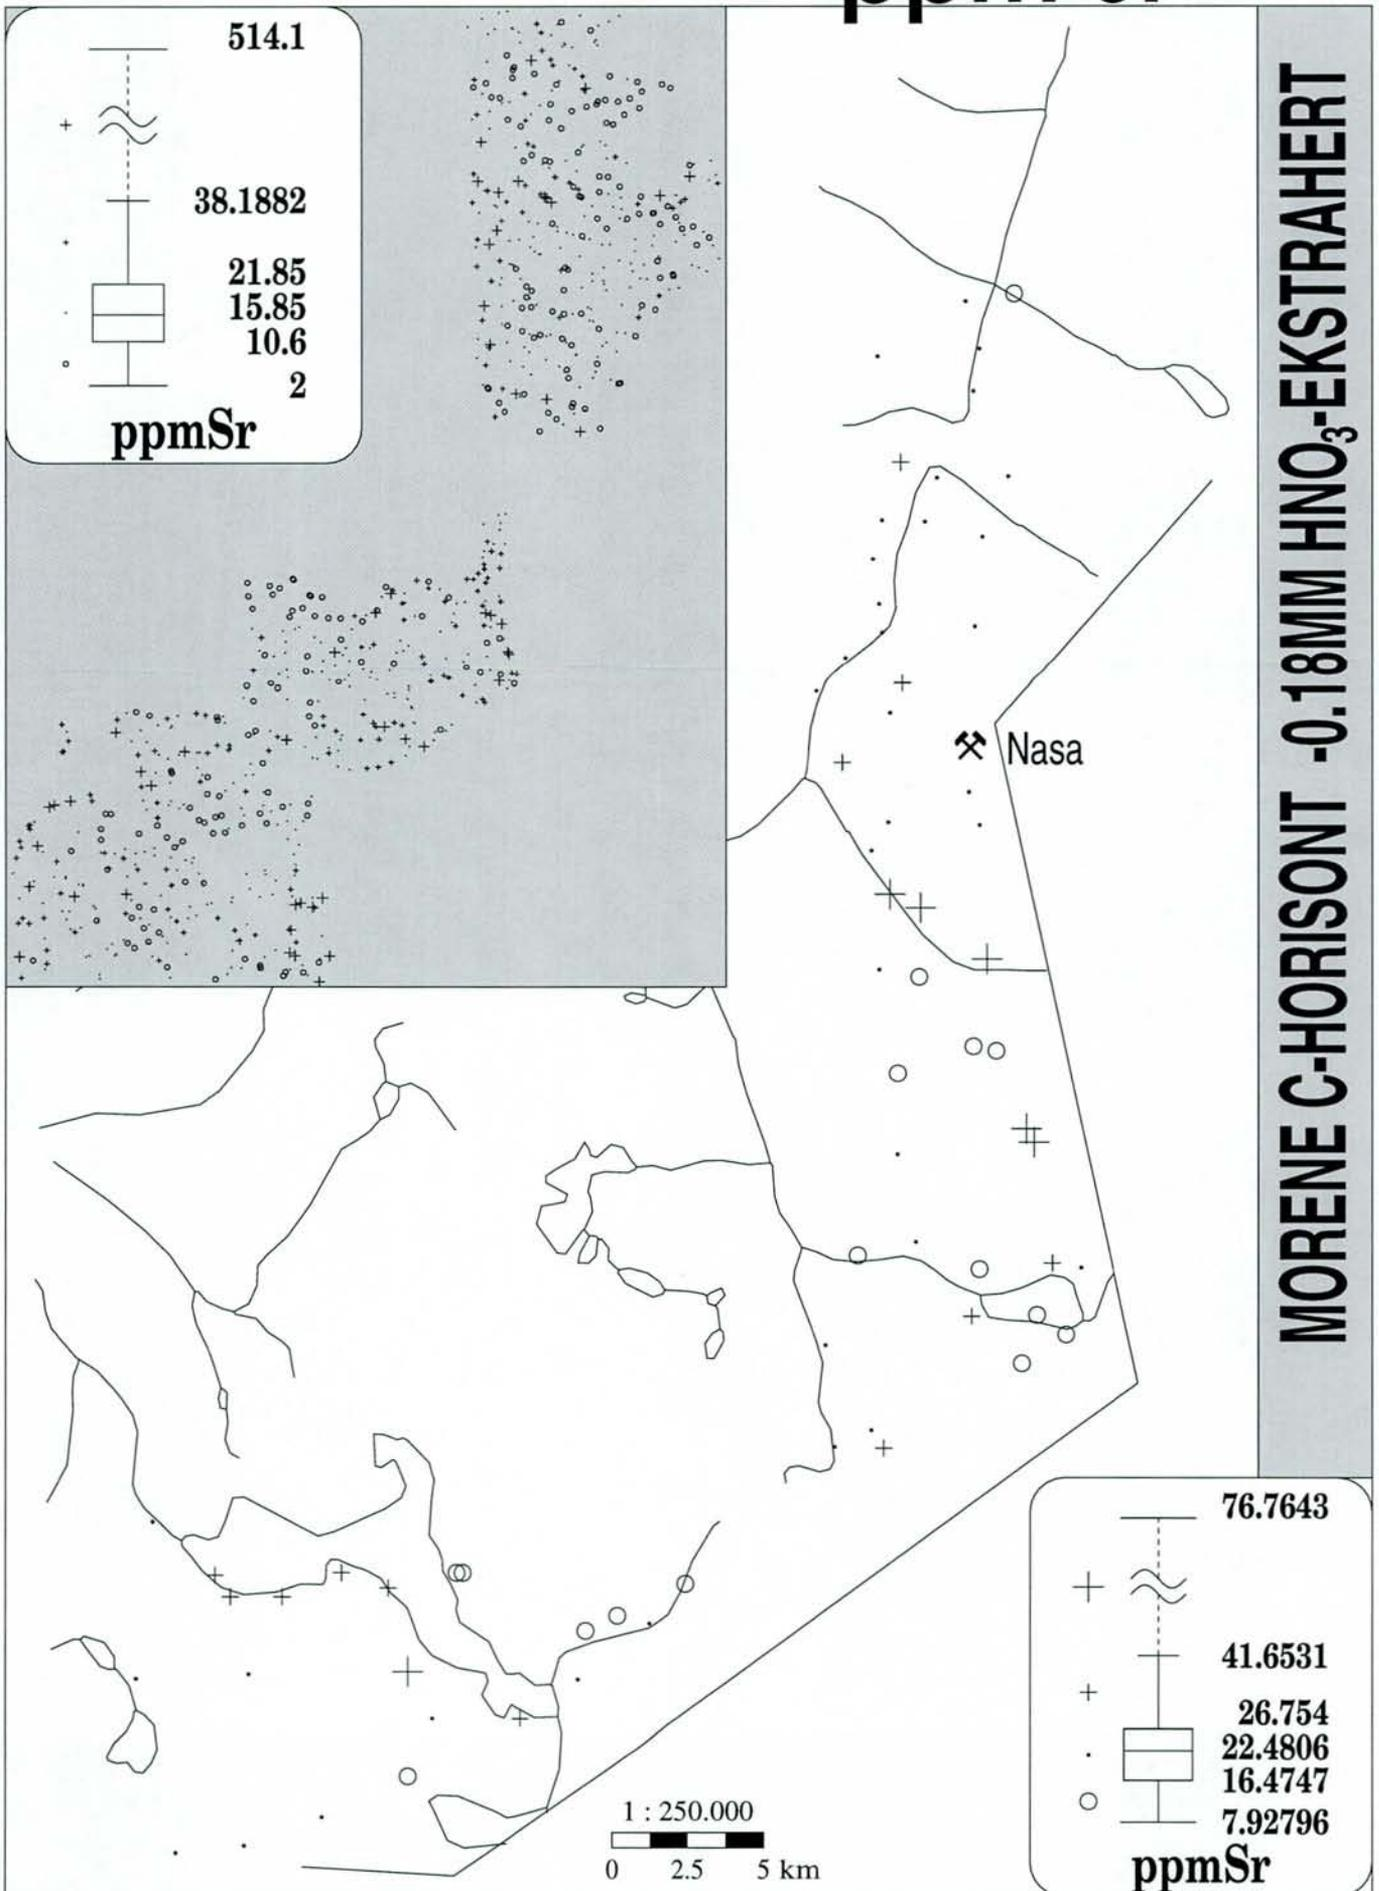 514.1
38.1882
21.85
15.85
10.6
2
ppmSr
MORENE C-HORISONT -0.18MM HNO3-EKSTRAHERT
Nasa
1 : 250.000
0 2.5 5 km
76.7643
41.6531
26.754
22.4806
16.4747
7.92796
ppmSr